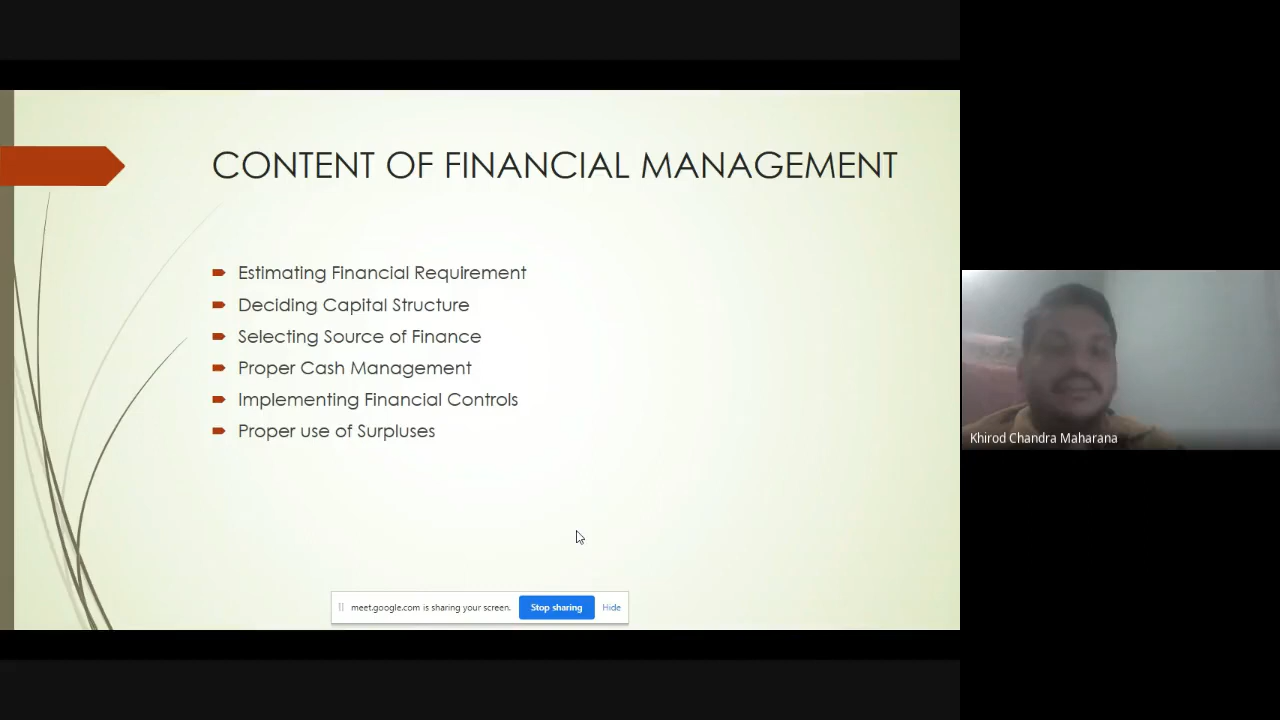 CONTENT OF FINANCIAL MANAGEMENT
Estimating Financial Requirement
Deciding Capital Structure
Selecting Source of Finance
Proper Cash Management
Implementing Financial Controls
Proper use of Surpluses
meet.google.com is sharing your screen. Stop sharing Hide
Khirod Chandra Maharana